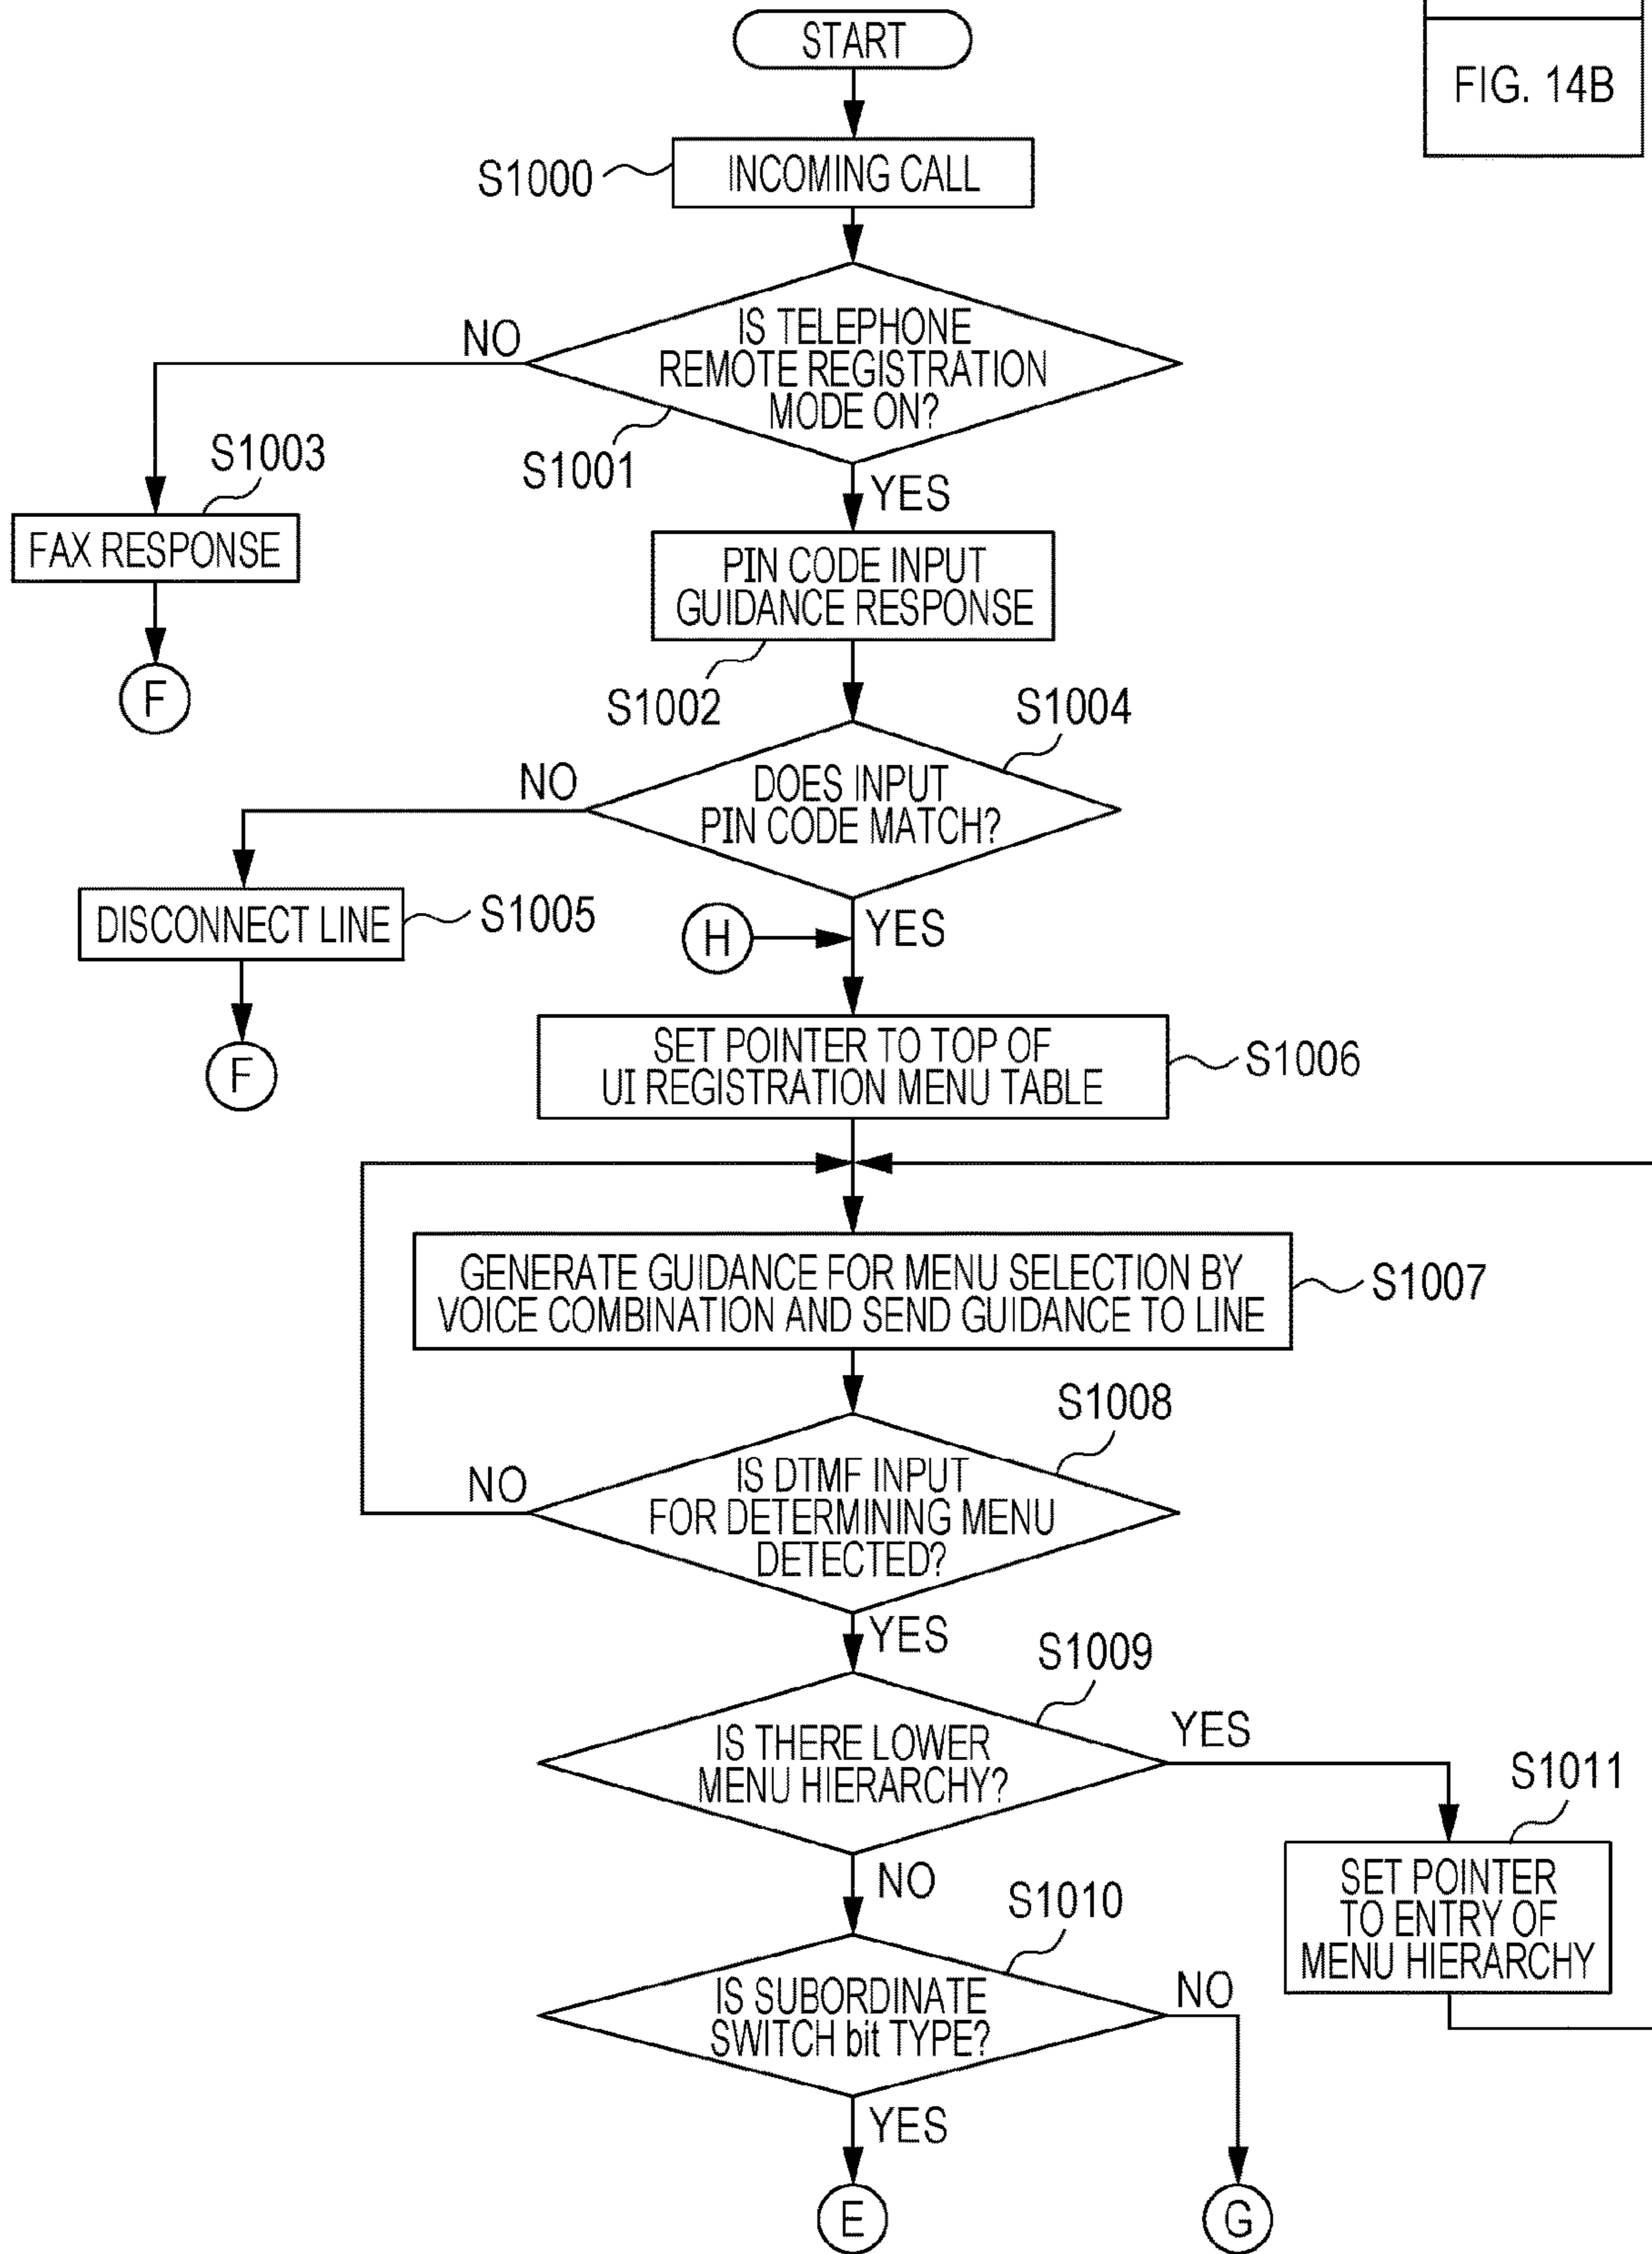 START
FIG. 14B
S1000
INCOMING CALL
IS TELEPHONE
REMOTE REGISTRATION
MODE ON?
NO
S1001
YES
S1003
FAX RESPONSE
F
PIN CODE INPUT
GUIDANCE RESPONSE
S1002
S1004
DOES INPUT
PIN CODE MATCH?
NO
DISCONNECT LINE
S1005
F
H
YES
SET POINTER TO TOP OF
UI REGISTRATION MENU TABLE
S1006
GENERATE GUIDANCE FOR MENU SELECTION BY
VOICE COMBINATION AND SEND GUIDANCE TO LINE
S1007
S1008
IS DTMF INPUT
FOR DETERMINING MENU
DETECTED?
NO
YES
S1009
IS THERE LOWER
MENU HIERARCHY?
YES
S1011
SET POINTER
TO ENTRY OF
MENU HIERARCHY
NO
S1010
IS SUBORDINATE
SWITCH bit TYPE?
NO
YES
E
G